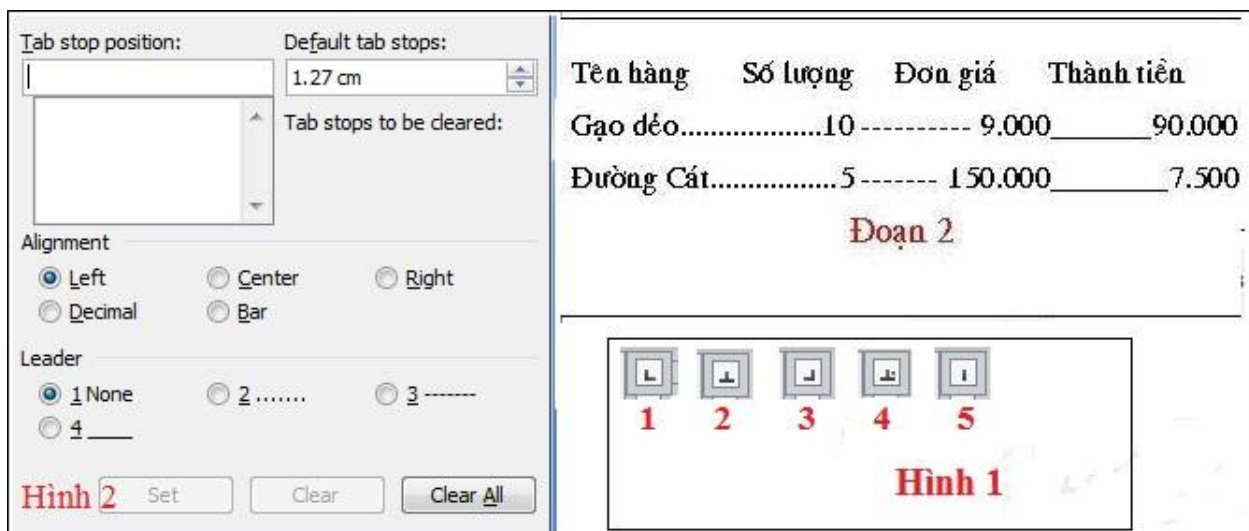 Tab stop position:
Default tab stops:
1.27 cm
Tab stops to be cleared:
Alignment
Left
Center
Right
Decimal
Bar
Leader
1 None
2 .......
3 -------
4 ____
Hình 2
Set
Clear
Clear All
Tên hàng Số lượng Đơn giá Thành tiền
Gạo dẻo..................10 ---------- 9.000________90.000
Đường Cát................5 ------- 150.000_________7.500
Đoạn 2
1 2 3 4 5
Hình 1